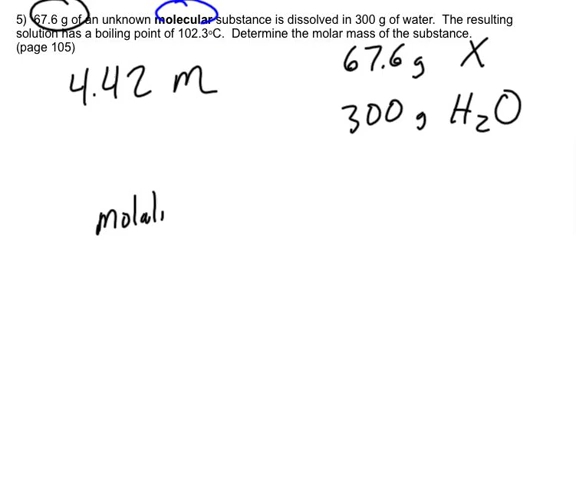 5) 67.6 g of an unknown molecular substance is dissolved in 300 g of water. The resulting
solution has a boiling point of 102.3◦C. Determine the molar mass of the substance.
(page 105)
67.6 g X
4.42 m
300 g H₂O
molali